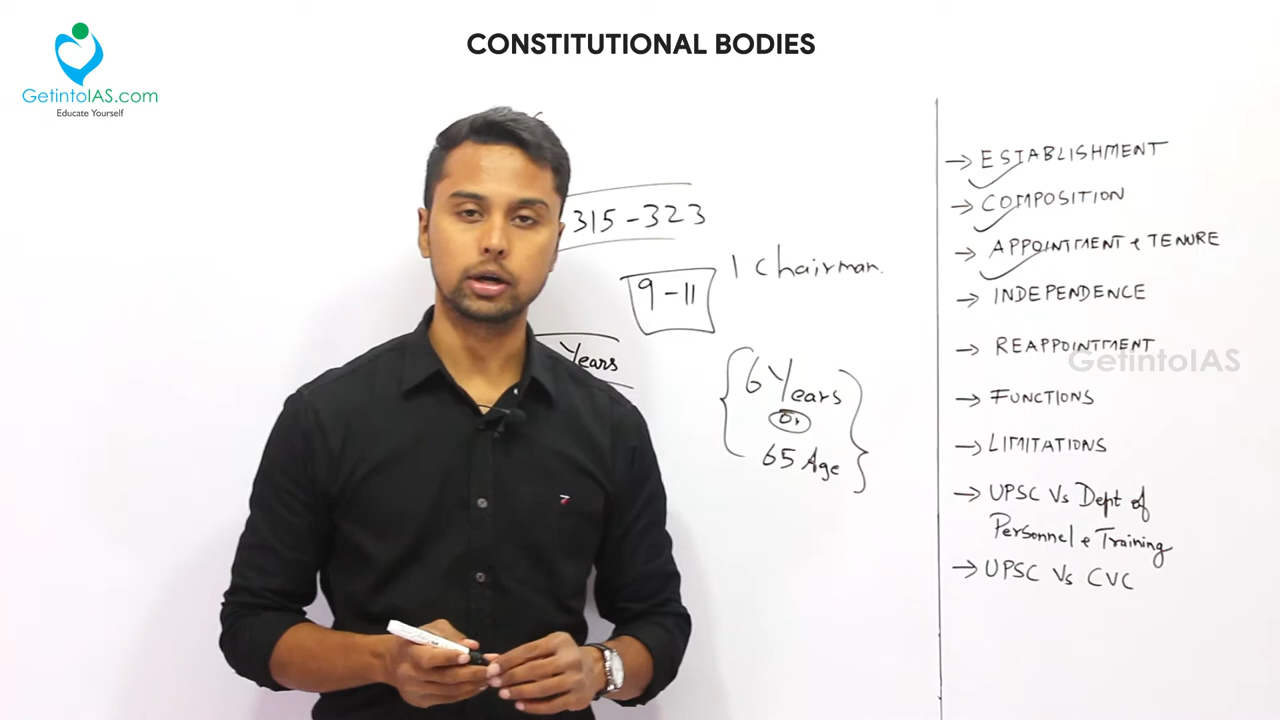 CONSTITUTIONAL BODIES
GetintoIAS.com
Educate Yourself
315-323
1 Chairman.
9-11
Years
6 Years
Or
65 Age
→ ESTABLISHMENT
→ COMPOSITION
→ APPOINTMENT & TENURE
→ INDEPENDENCE
→ REAPPOINTMENT
GetintoIAS
→ FUNCTIONS
→ LIMITATIONS
→ UPSC Vs Dept of
Personnel & Training
→ UPSC Vs CVC